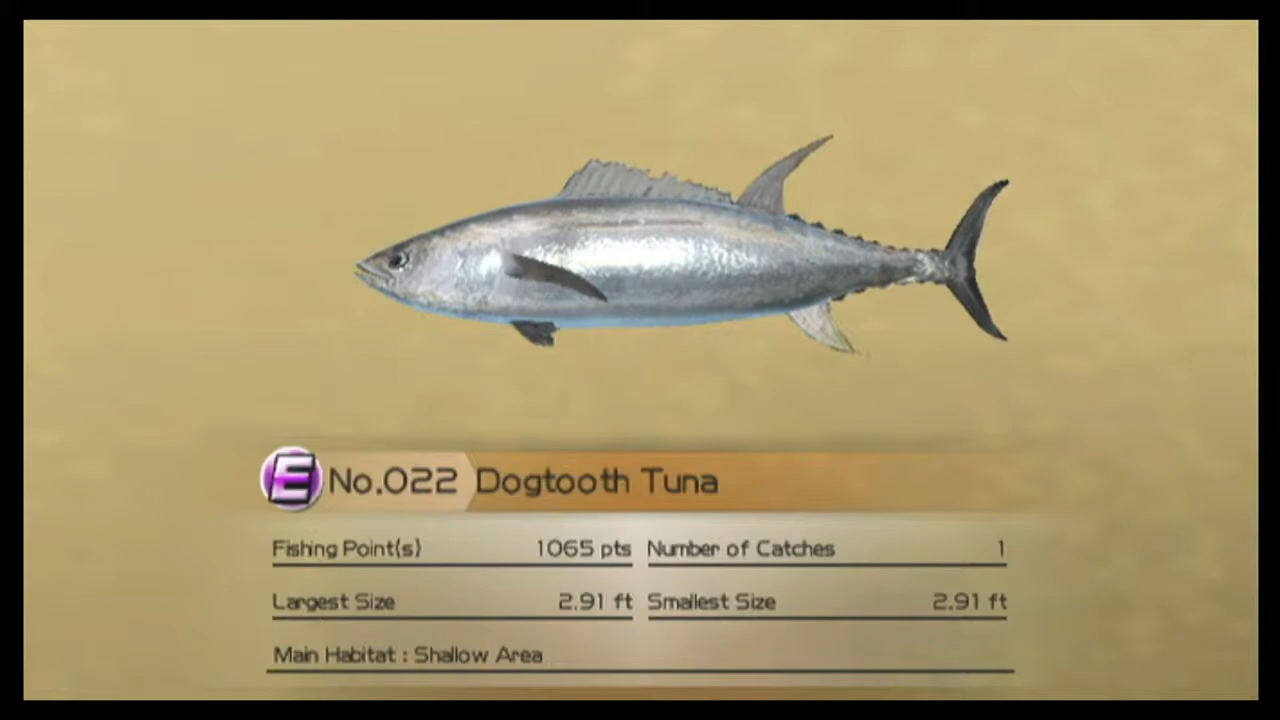 E No.022 Dogtooth Tuna
Fishing Point(s) 1065 pts Number of Catches 1
Largest Size 2.91 ft Smallest Size 2.91 ft
Main Habitat : Shallow Area